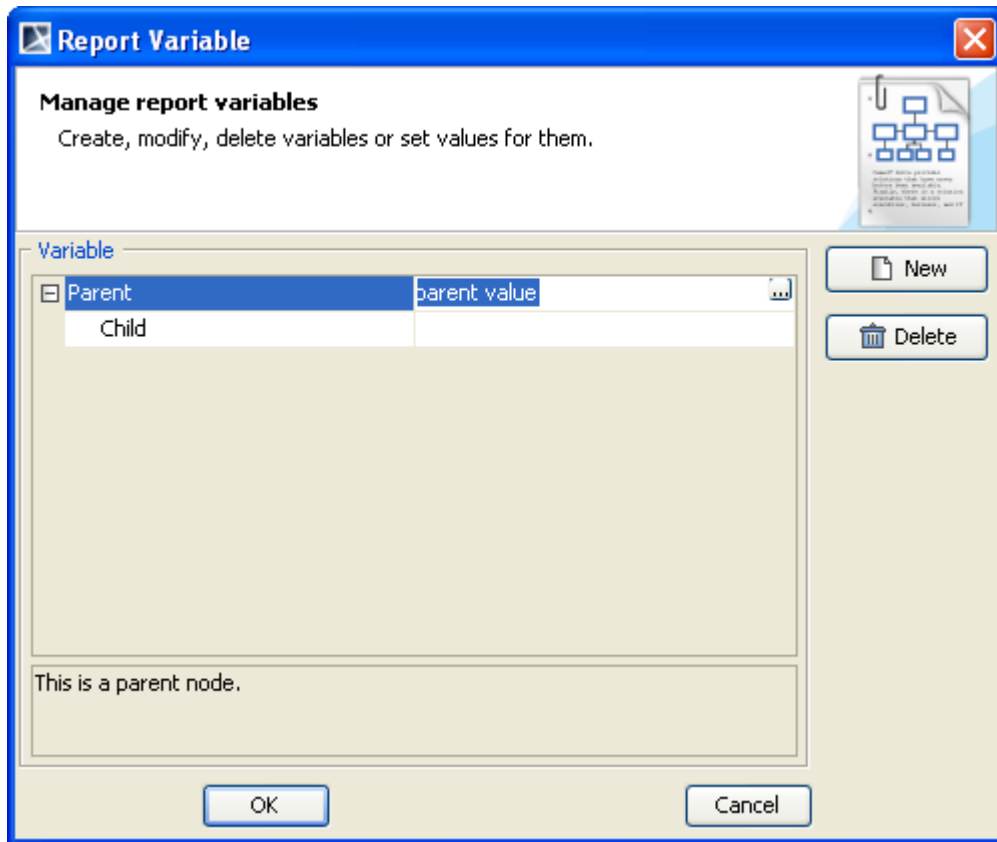 Report Variable
Manage report variables
Create, modify, delete variables or set values for them.
Variable
Parent parent value ...
Child
New
Delete
This is a parent node.
OK Cancel